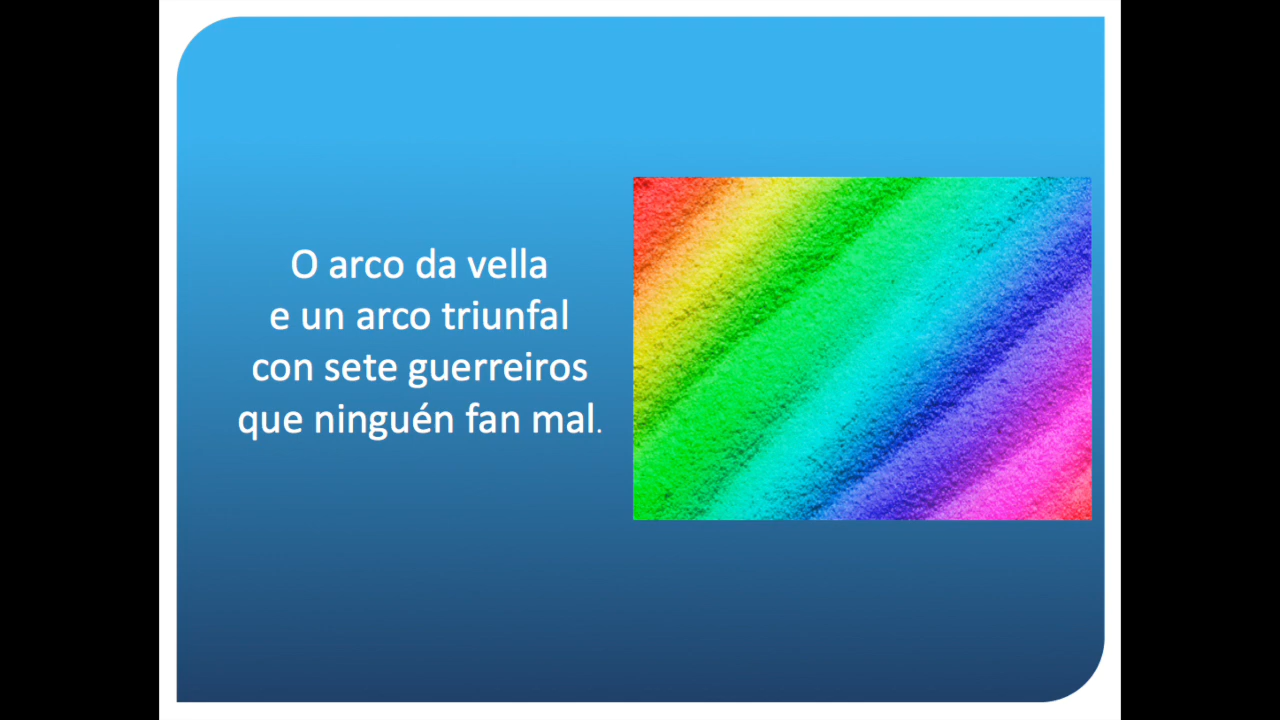 O arco da vella
e un arco triunfal
con sete guerreiros
que ninguén fan mal.